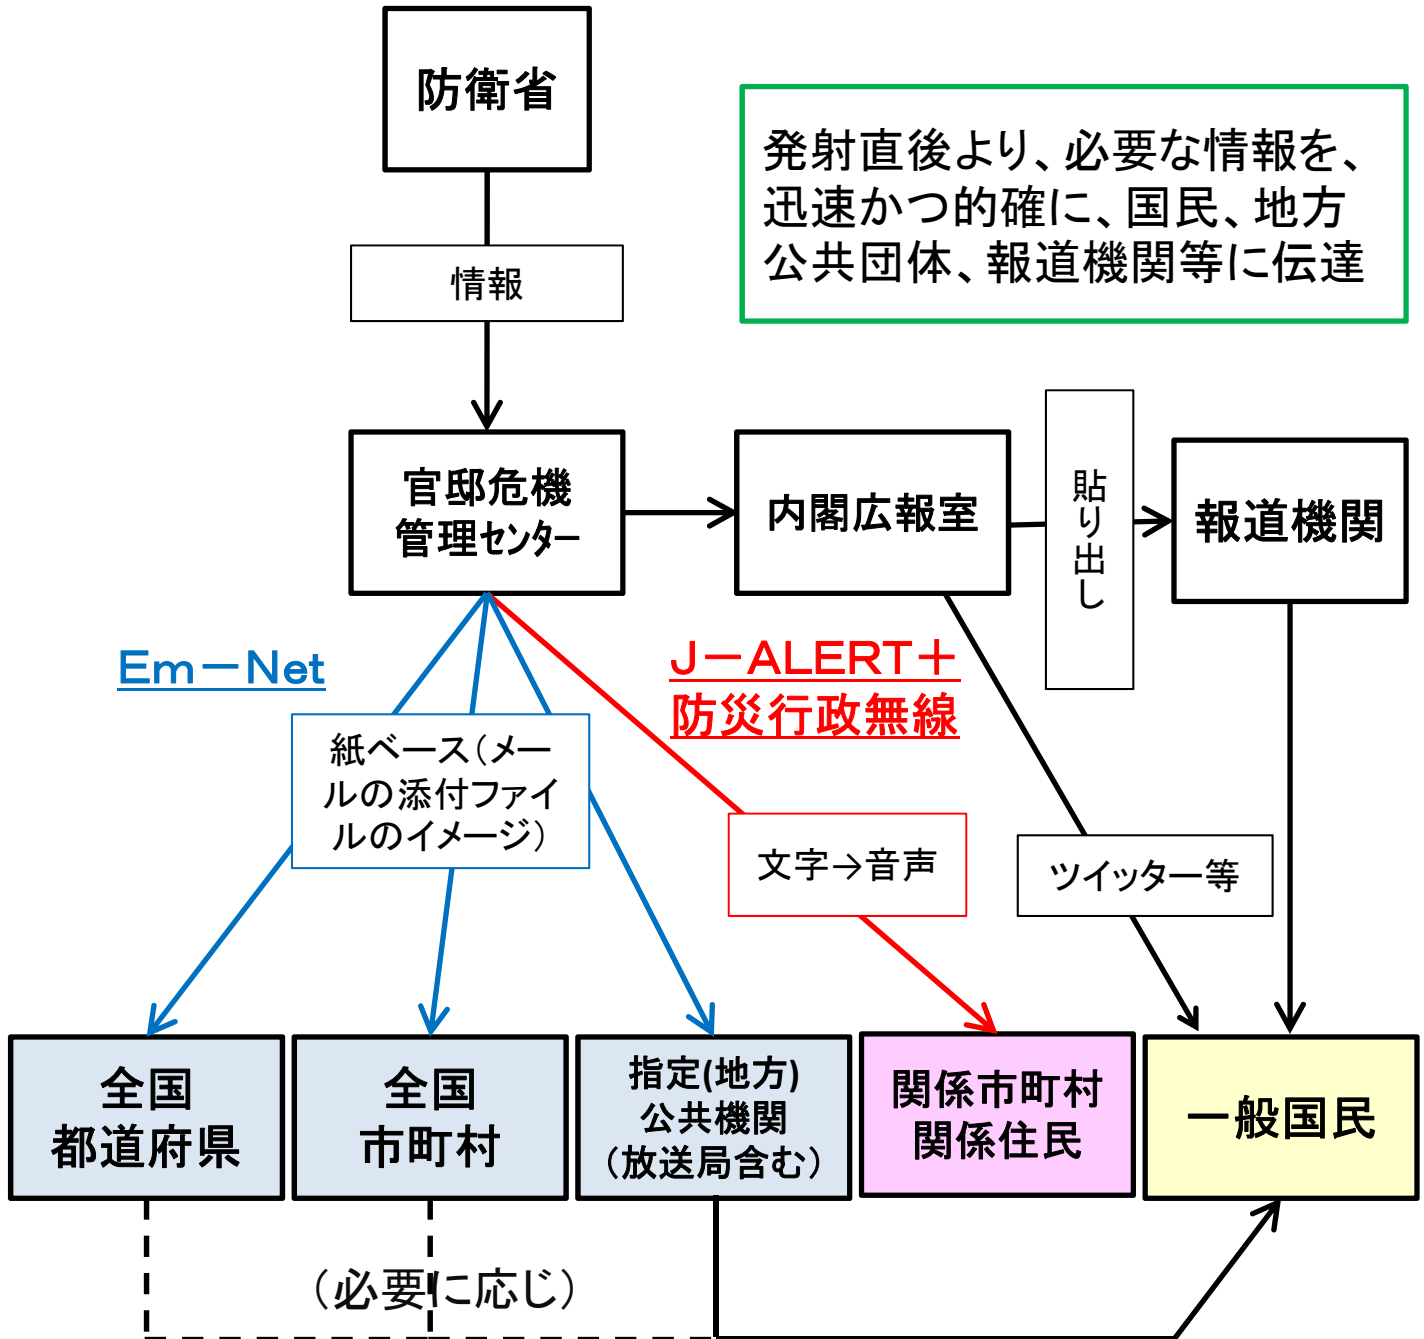 防衛省
発射直後より、必要な情報を、
迅速かつ的確に、国民、地方
公共団体、報道機関等に伝達
情報
官邸危機
管理センター
内閣広報室
貼り出し
報道機関
Em－Net
J－ALERT＋
防災行政無線
紙ベース（メー
ルの添付ファイ
ルのイメージ）
文字→音声
ツイッター等
全国
都道府県
全国
市町村
指定(地方)
公共機関
（放送局含む）
関係市町村
関係住民
一般国民
（必要に応じ）